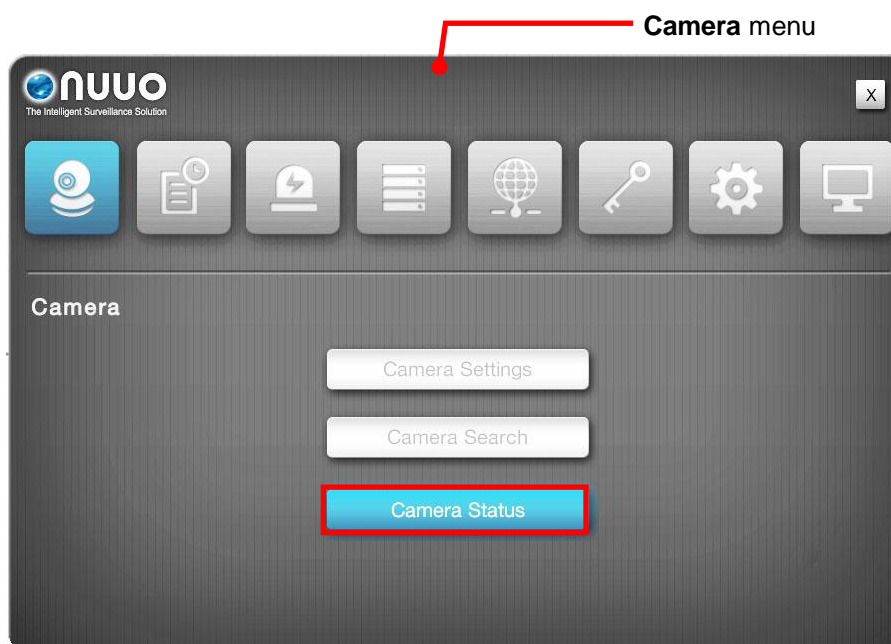 Camera menu
nuuo
The Intelligent Surveillance Solution
X
Camera
Camera Settings
Camera Search
Camera Status